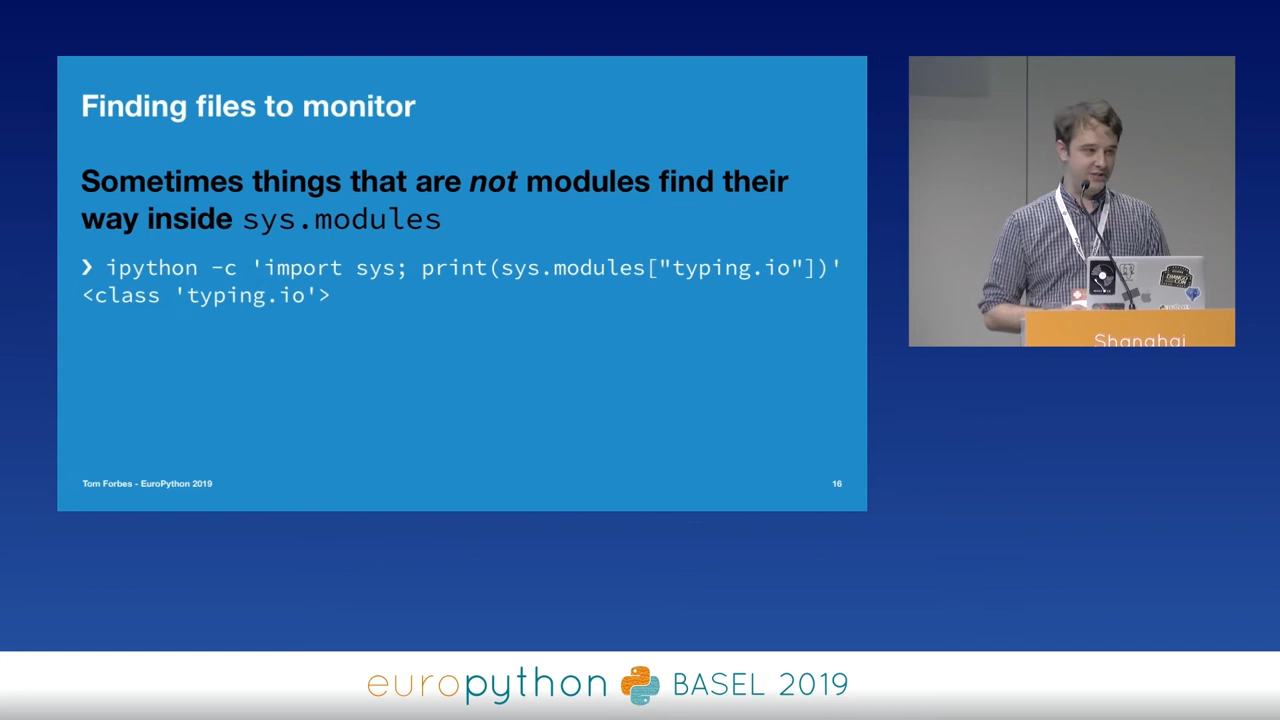 Finding files to monitor
Sometimes things that are not modules find their
way inside sys.modules
❯ ipython -c 'import sys; print(sys.modules["typing.io"])'
<class 'typing.io'>
Tom Forbes - EuroPython 2019
16
Shanghai
europython BASEL 2019